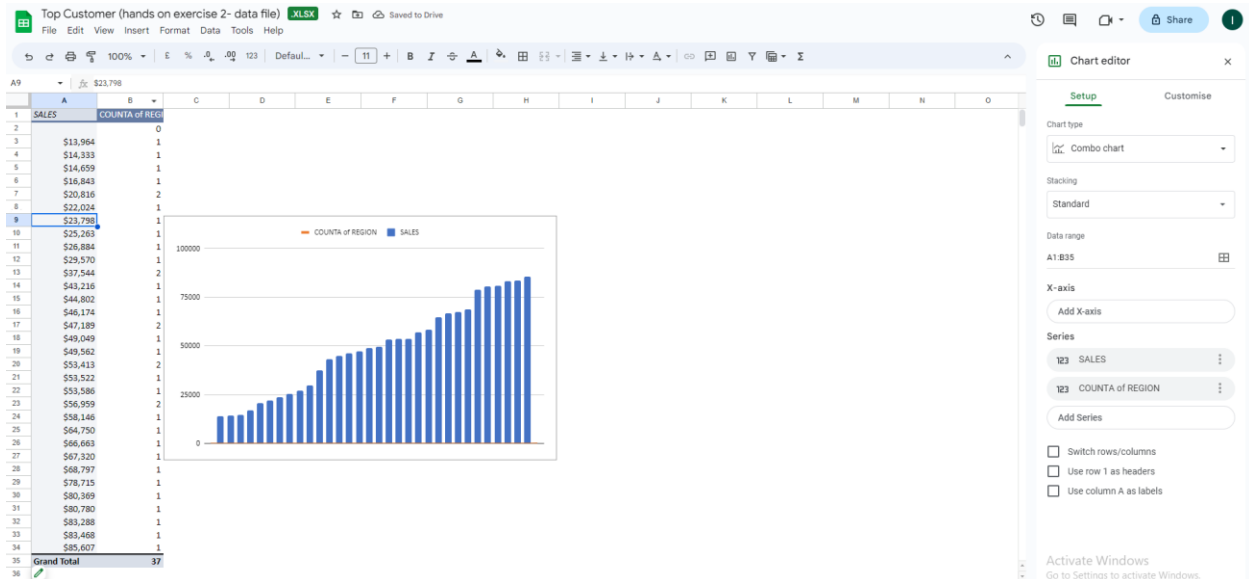 Top Customer (hands on exercise 2- data file) .XLSX Saved to Drive
File Edit View Insert Format Data Tools Help
Share I
100% £ % .0 .00 123 Defaul... − 11 + B I A Σ
A9 fx $23,798
A B C D E F G H I J K L M N O
1 SALES COUNTA of REGI
2 0
3 $13,964 1
4 $14,333 1
5 $14,659 1
6 $16,843 1
7 $20,816 2
8 $22,024 1
9 $23,798 1
10 $25,263 1
11 $26,884 1
12 $29,570 1
13 $37,544 2
14 $43,216 1
15 $44,802 1
16 $46,174 1
17 $47,189 2
18 $49,049 1
19 $49,562 1
20 $53,413 2
21 $53,522 1
22 $53,586 1
23 $56,959 2
24 $58,146 1
25 $64,750 1
26 $66,663 1
27 $67,320 1
28 $68,797 1
29 $78,715 1
30 $80,369 1
31 $80,780 1
32 $83,288 1
33 $83,468 1
34 $85,607 1
35 Grand Total 37
36
COUNTA of REGION SALES
100000
75000
50000
25000
0
Chart editor
Setup Customise
Chart type
Combo chart
Stacking
Standard
Data range
A1:B35
X-axis
Add X-axis
Series
123 SALES
123 COUNTA of REGION
Add Series
Switch rows/columns
Use row 1 as headers
Use column A as labels
Activate Windows
Go to Settings to activate Windows.